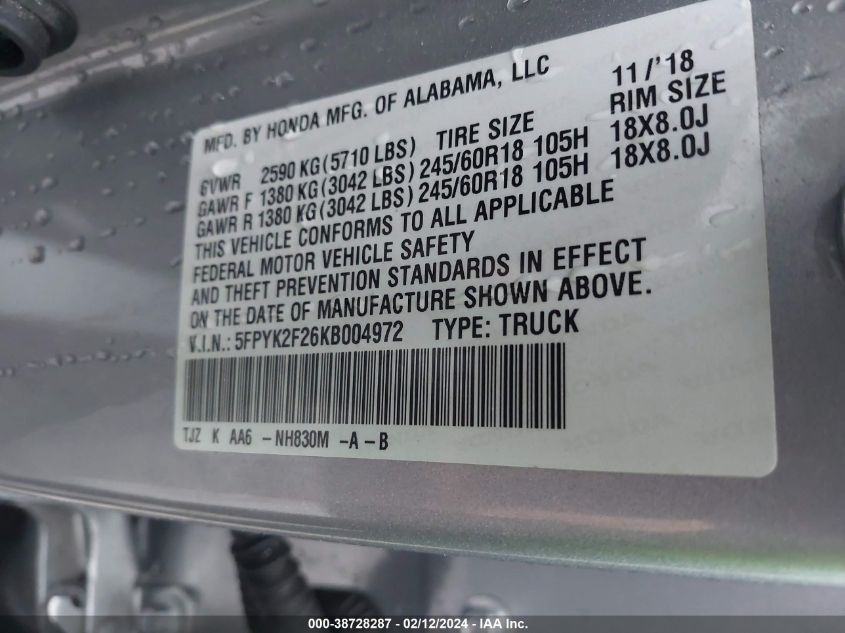 MFD. BY HONDA MFG. OF ALABAMA, LLC 11/'18
GVWR 2590 KG(5710 LBS) TIRE SIZE RIM SIZE
GAWR F 1380 KG(3042 LBS) 245/60R18 105H 18X8.0J
GAWR R 1380 KG(3042 LBS) 245/60R18 105H 18X8.0J
THIS VEHICLE CONFORMS TO ALL APPLICABLE
FEDERAL MOTOR VEHICLE SAFETY
AND THEFT PREVENTION STANDARDS IN EFFECT
ON THE DATE OF MANUFACTURE SHOWN ABOVE.
V.I.N.: 5FPYK2F26KB004972 TYPE: TRUCK
TJZ K AA6 -NH830M -A-B
000-38728287 - 02/12/2024 - IAA Inc.